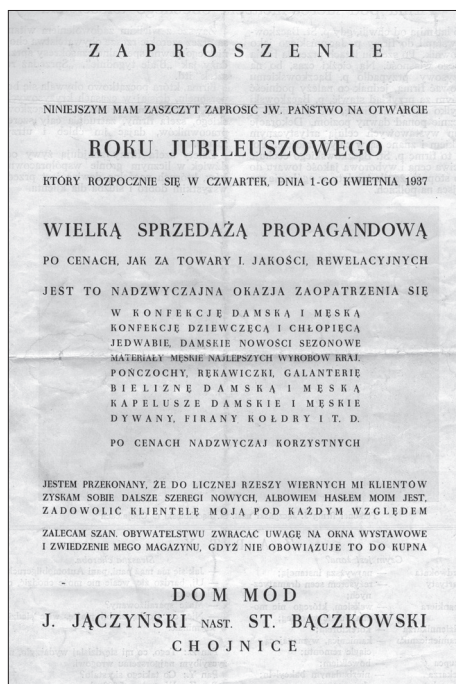 ZAPROSZENIE
NINIEJSZYM MAM ZASZCZYT ZAPROSIĆ JW. PAŃSTWO NA OTWARCIE
ROKU JUBILEUSZOWEGO
KTÓRY ROZPOCZNIE SIĘ W CZWARTEK, DNIA 1-GO KWIETNIA 1937
WIELKĄ SPRZEDAŻĄ PROPAGANDOWĄ
PO CENACH, JAK ZA TOWARY I. JAKOŚCI, REWELACYJNYCH
JEST TO NADZWYCZAJNA OKAZJA ZAOPATRZENIA SIĘ
W KONFEKCJĘ DAMSKĄ I MĘSKĄ
KONFEKCJĘ DZIEWCZĘCĄ I CHŁOPIĘCĄ
JEDWABIE, DAMSKIE NOWOŚCI SEZONOWE
MATERIAŁY MĘSKIE NAJLEPSZYCH WYROBÓW KRAJ.
POŃCZOCHY, RĘKAWICZKI, GALANTERIĘ
BIELIZNĘ DAMSKĄ I MĘSKĄ
KAPELUSZE DAMSKIE I MĘSKIE
DYWANY, FIRANY KOŁDRY I T. D.
PO CENACH NADZWYCZAJ KORZYSTNYCH
JESTEM PRZEKONANY, ŻE DO LICZNEJ RZESZY WIERNYCH MI KLIENTÓW
ZYSKAM SOBIE DALSZE SZEREGI NOWYCH, ALBOWIEM HASŁEM MOIM JEST,
ZADOWOLIĆ KLIENTELĘ MOJĄ POD KAŻDYM WZGLĘDEM
ZALECAM SZAN. OBYWATELSTWU ZWRACAĆ UWAGĘ NA OKNA WYSTAWOWE
I ZWIEDZENIE MEGO MAGAZYNU, GDYŻ NIE OBOWIĄZUJE TO DO KUPNA
DOM MÓD
J. JĄCZYŃSKI NAST. ST. BĄCZKOWSKI
CHOJNICE